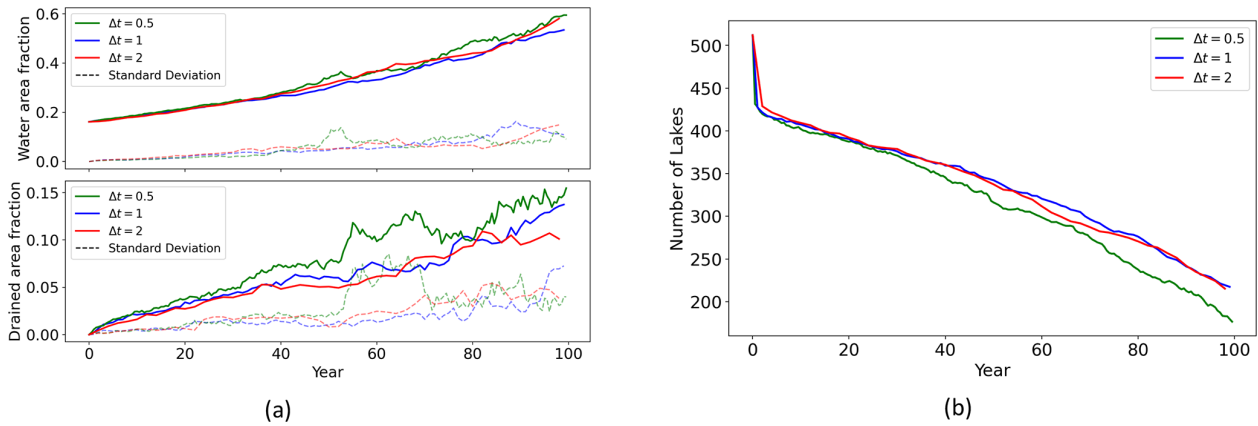 0.6
0.4
0.2
0.0
Water area fraction
Δt = 0.5
Δt = 1
Δt = 2
Standard Deviation
0.15
0.10
0.05
0.00
Drained area fraction
Δt = 0.5
Δt = 1
Δt = 2
Standard Deviation
0 20 40 60 80 100
Year
(a)
500
450
400
350
300
250
200
Number of Lakes
Δt = 0.5
Δt = 1
Δt = 2
0 20 40 60 80 100
Year
(b)